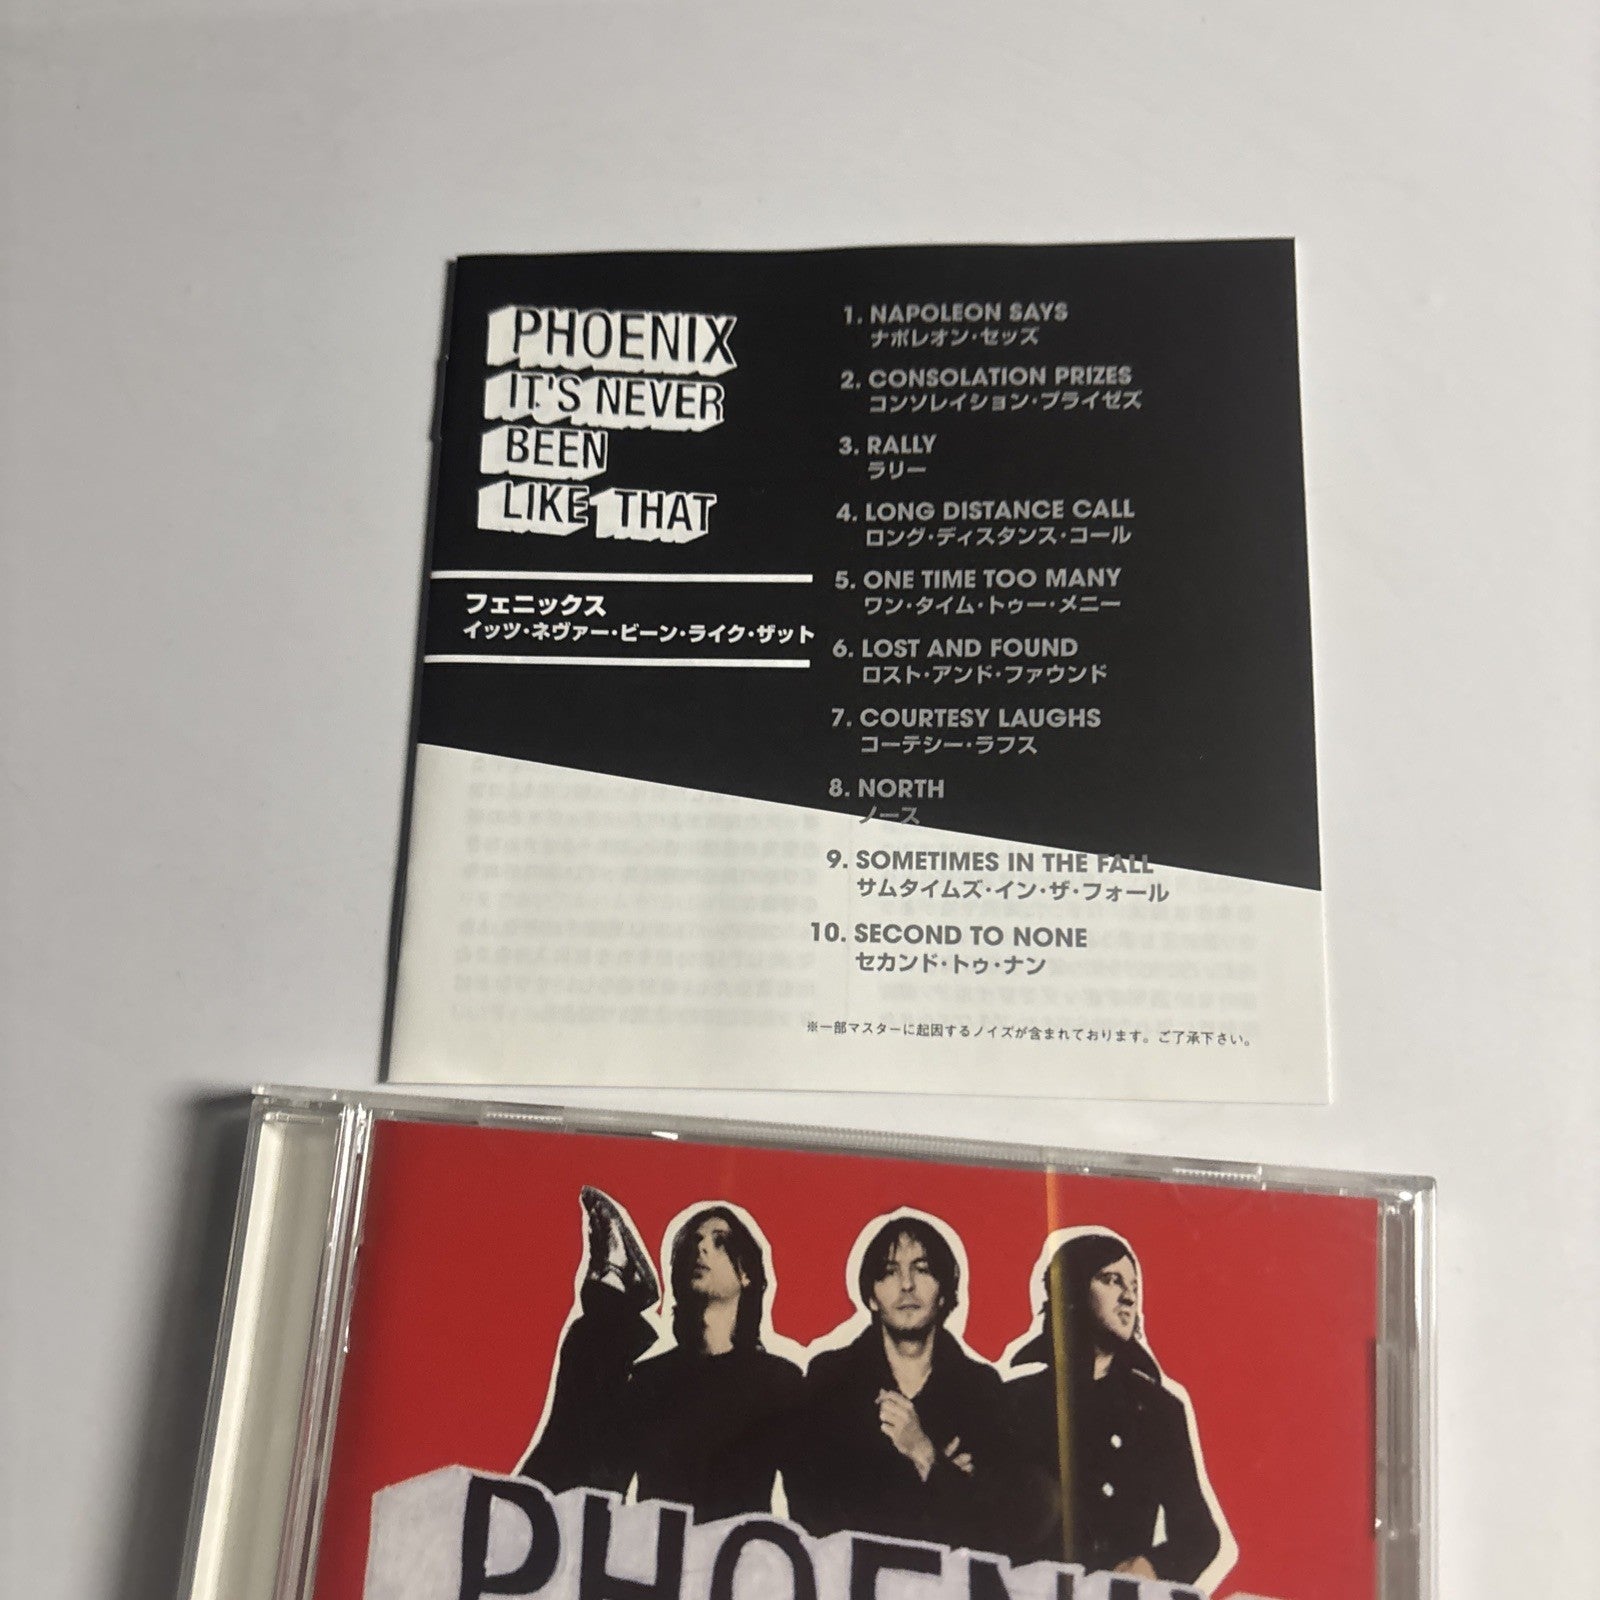 PHOENIX
IT'S NEVER
BEEN
LIKE THAT
フェニックス
イッツ・ネヴァー・ビーン・ライク・ザット
1. NAPOLEON SAYS
ナポレオン・セッズ
2. CONSOLATION PRIZES
コンソレイション・プライゼズ
3. RALLY
ラリー
4. LONG DISTANCE CALL
ロング・ディスタンス・コール
5. ONE TIME TOO MANY
ワン・タイム・トゥー・メニー
6. LOST AND FOUND
ロスト・アンド・ファウンド
7. COURTESY LAUGHS
コーテシー・ラフス
8. NORTH
ノース
9. SOMETIMES IN THE FALL
サムタイムズ・イン・ザ・フォール
10. SECOND TO NONE
セカンド・トゥ・ナン
※一部マスターに起因するノイズが含まれております。ご了承下さい。
PHOENIX